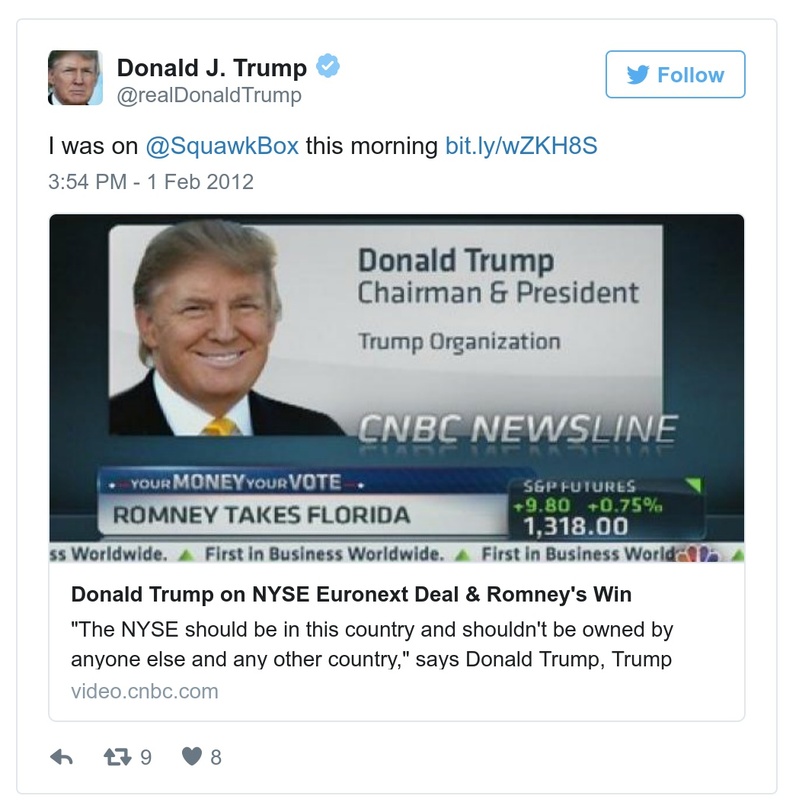 Donald J. Trump
@realDonaldTrump
Follow
I was on @SquawkBox this morning bit.ly/wZKH8S
3:54 PM - 1 Feb 2012
Donald Trump
Chairman & President
Trump Organization
CNBC NEWSLINE
YOUR MONEY YOUR VOTE
ROMNEY TAKES FLORIDA
S&P FUTURES
+9.80 +0.75%
1,318.00
ss Worldwide. First in Business Worldwide. First in Business World
Donald Trump on NYSE Euronext Deal & Romney's Win
"The NYSE should be in this country and shouldn't be owned by
anyone else and any other country," says Donald Trump, Trump
video.cnbc.com
9 8